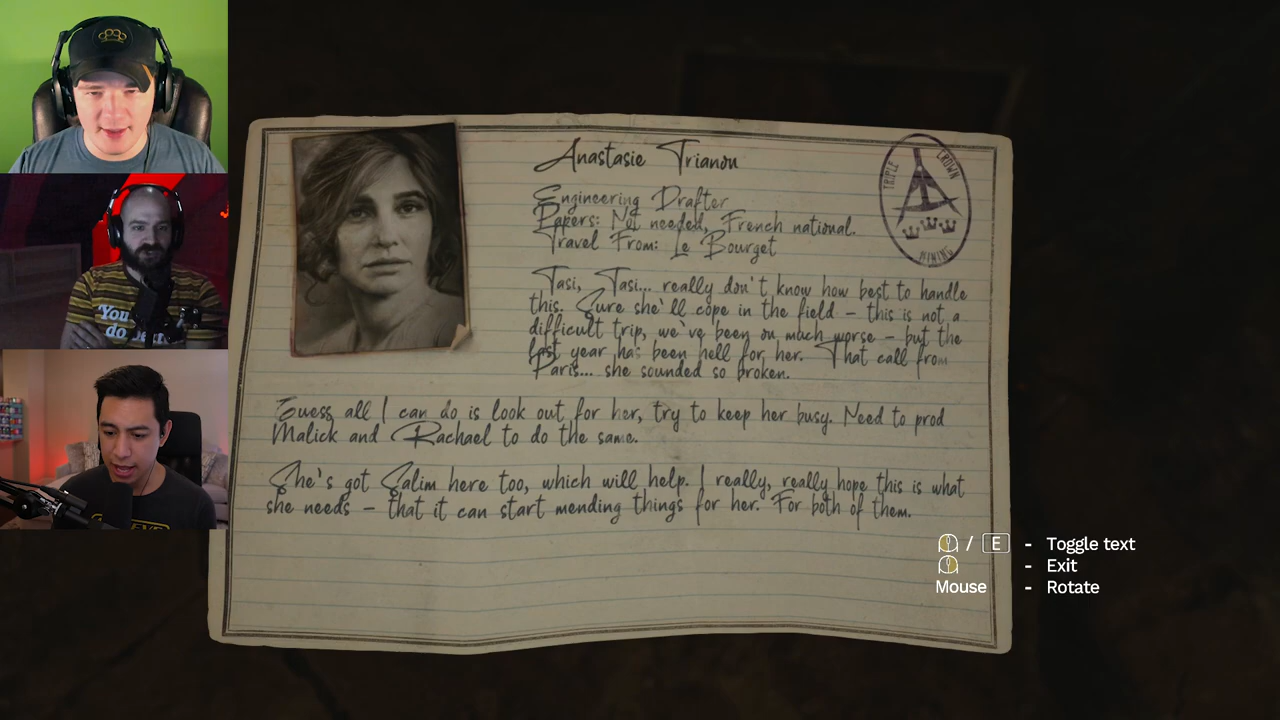 Anastasie Trianon
TRIPLE CROWN
MINING
Engineering Drafter
Papers: Not needed, French national.
Travel From: Le Bourget
Tasi, Tasi... really don't know how best to handle
this. Sure she'll cope in the field – this is not a
difficult trip, we've been on much worse – but the
last year has been hell for her. That call from
Paris... she sounded so broken.
Guess all I can do is look out for her, try to keep her busy. Need to prod
Malick and Rachael to do the same.
She's got Salim here too, which will help. I really, really hope this is what
she needs – that it can start mending things for her. For both of them.
/ E - Toggle text
- Exit
Mouse - Rotate
"You